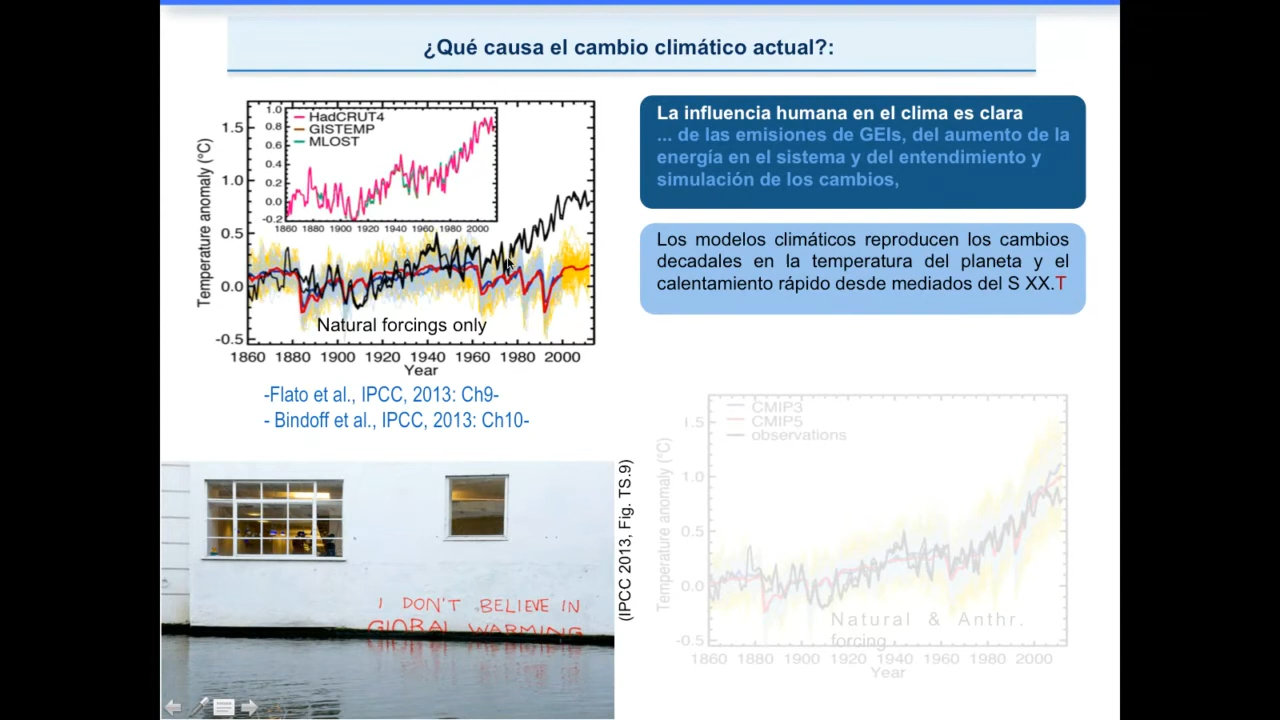 ¿Qué causa el cambio climático actual?:
1.5
1.0
0.5
0.0
-0.5
Temperature anomaly (°C)
1.0
0.8
0.6
0.4
0.2
0.0
-0.2
HadCRUT4
GISTEMP
MLOST
1860 1880 1900 1920 1940 1960 1980 2000
Natural forcings only
1860 1880 1900 1920 1940 1960 1980 2000
Year
-Flato et al., IPCC, 2013: Ch9-
- Bindoff et al., IPCC, 2013: Ch10-
La influencia humana en el clima es clara
... de las emisiones de GEIs, del aumento de la
energía en el sistema y del entendimiento y
simulación de los cambios,
Los modelos climáticos reproducen los cambios
decadales en la temperatura del planeta y el
calentamiento rápido desde mediados del S XX.T
I DON'T BELIEVE IN
GLOBAL WARMING
(IPCC 2013, Fig. TS.9)
CMIP3
CMIP5
observations
1.5
1.0
0.5
0.0
-0.5
Temperature anomaly (°C)
Natural & Anthr.
forcing
1860 1880 1900 1920 1940 1960 1980 2000
Year